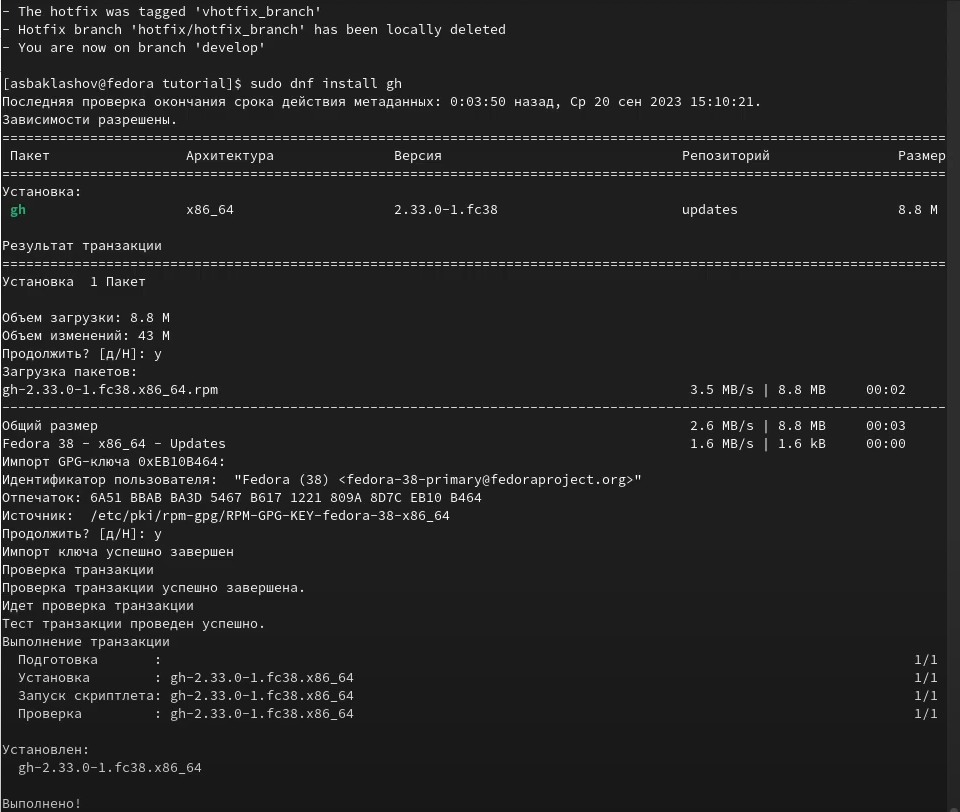 - The hotfix was tagged 'vhotfix_branch'
- Hotfix branch 'hotfix/hotfix_branch' has been locally deleted
- You are now on branch 'develop'
[asbaklashov@fedora tutorial]$ sudo dnf install gh
Последняя проверка окончания срока действия метаданных: 0:03:50 назад, Ср 20 сен 2023 15:10:21.
Зависимости разрешены.
Пакет Архитектура Версия Репозиторий Размер
Установка:
gh x86_64 2.33.0-1.fc38 updates 8.8 M
Результат транзакции
Установка 1 Пакет
Объем загрузки: 8.8 M
Объем изменений: 43 M
Продолжить? [д/Н]: y
Загрузка пакетов:
gh-2.33.0-1.fc38.x86_64.rpm 3.5 MB/s | 8.8 MB 00:02
Общий размер 2.6 MB/s | 8.8 MB 00:03
Fedora 38 - x86_64 - Updates 1.6 MB/s | 1.6 kB 00:00
Импорт GPG-ключа 0xEB10B464:
Идентификатор пользователя: "Fedora (38) <fedora-38-primary@fedoraproject.org>"
Отпечаток: 6A51 BBAB BA3D 5467 B617 1221 809A 8D7C EB10 B464
Источник: /etc/pki/rpm-gpg/RPM-GPG-KEY-fedora-38-x86_64
Продолжить? [д/Н]: y
Импорт ключа успешно завершен
Проверка транзакции
Проверка транзакции успешно завершена.
Идет проверка транзакции
Тест транзакции проведен успешно.
Выполнение транзакции
Подготовка : 1/1
Установка : gh-2.33.0-1.fc38.x86_64 1/1
Запуск скриптлета: gh-2.33.0-1.fc38.x86_64 1/1
Проверка : gh-2.33.0-1.fc38.x86_64 1/1
Установлен:
gh-2.33.0-1.fc38.x86_64
Выполнено!